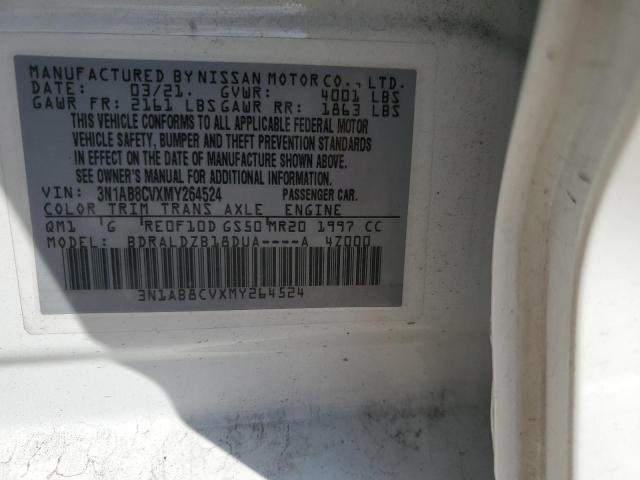 MANUFACTURED BY NISSAN MOTOR CO., LTD.
DATE: 03/21. GVWR: 4001 LBS
GAWR FR: 2161 LBS GAWR RR: 1863 LBS
THIS VEHICLE CONFORMS TO ALL APPLICABLE FEDERAL MOTOR
VEHICLE SAFETY, BUMPER AND THEFT PREVENTION STANDARDS
IN EFFECT ON THE DATE OF MANUFACTURE SHOWN ABOVE.
SEE OWNER'S MANUAL FOR ADDITIONAL INFORMATION.
VIN: 3N1AB8CVXMY264524 PASSENGER CAR.
COLOR TRIM TRANS AXLE ENGINE
QM1 'G 'RE0F10D GS50'MR20 1997 CC
MODEL: BDRALDZB18DUA----A 4Z000
3N1AB8CVXMY264524